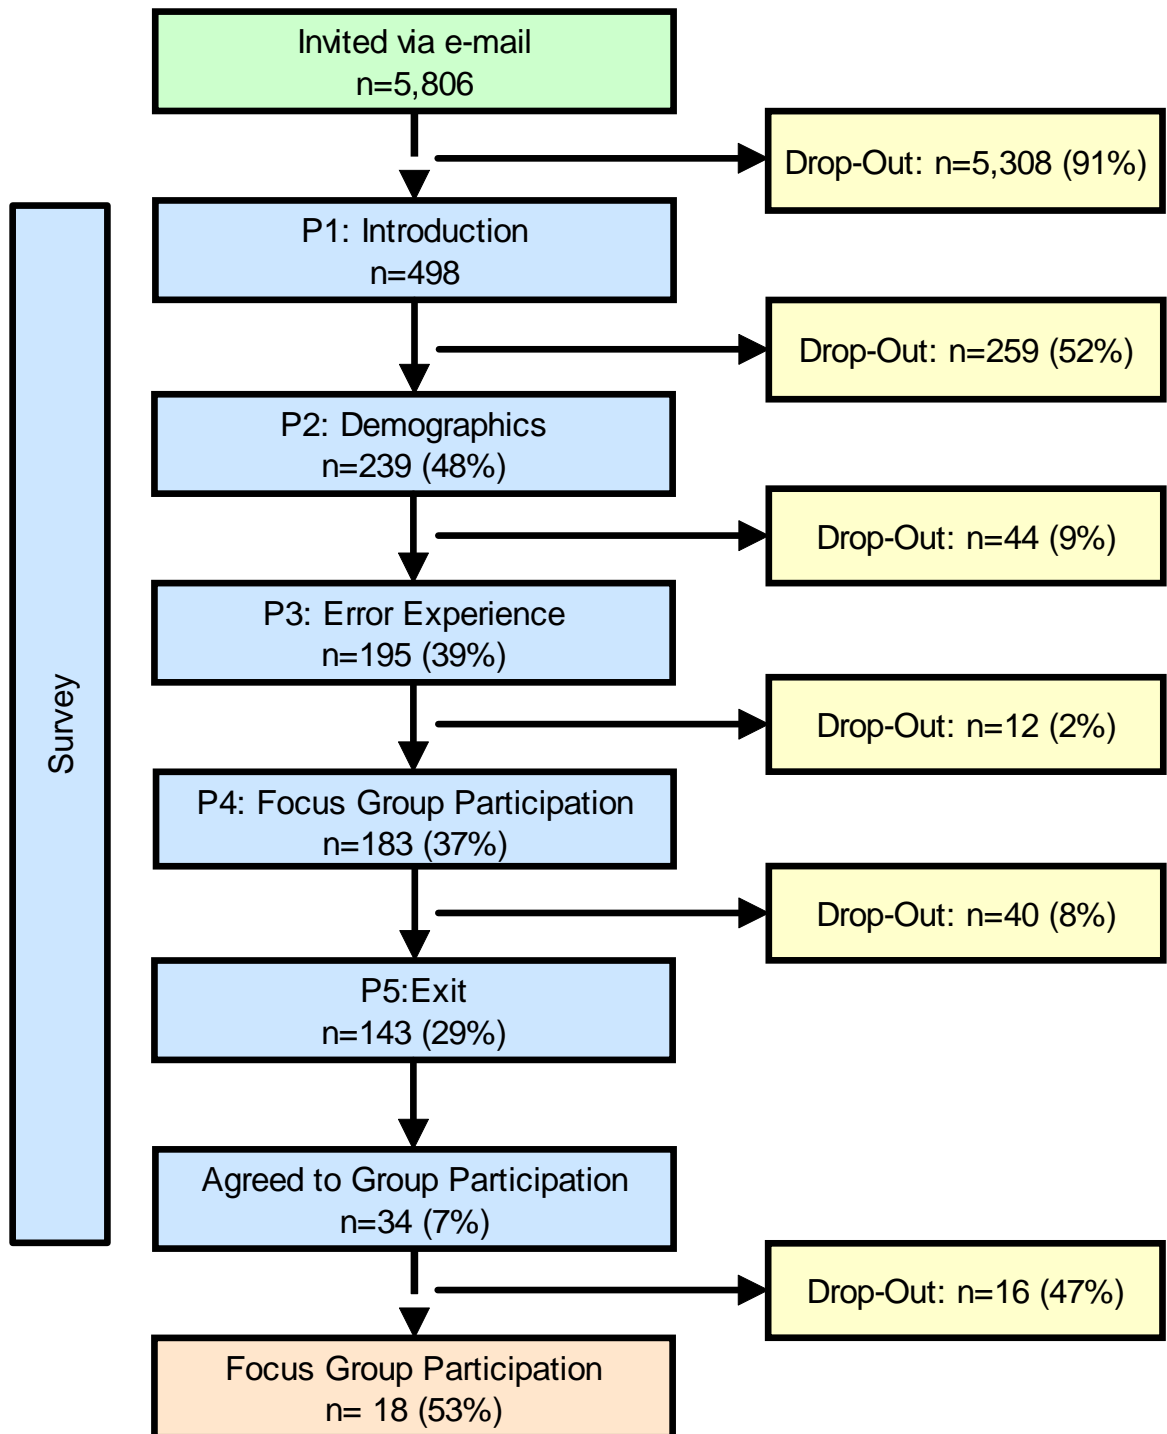 Invited via e-mail
n=5,806
Drop-Out: n=5,308 (91%)
P1: Introduction
n=498
Drop-Out: n=259 (52%)
P2: Demographics
n=239 (48%)
Drop-Out: n=44 (9%)
P3: Error Experience
n=195 (39%)
Survey
Drop-Out: n=12 (2%)
P4: Focus Group Participation
n=183 (37%)
Drop-Out: n=40 (8%)
P5:Exit
n=143 (29%)
Agreed to Group Participation
n=34 (7%)
Drop-Out: n=16 (47%)
Focus Group Participation
n= 18 (53%)